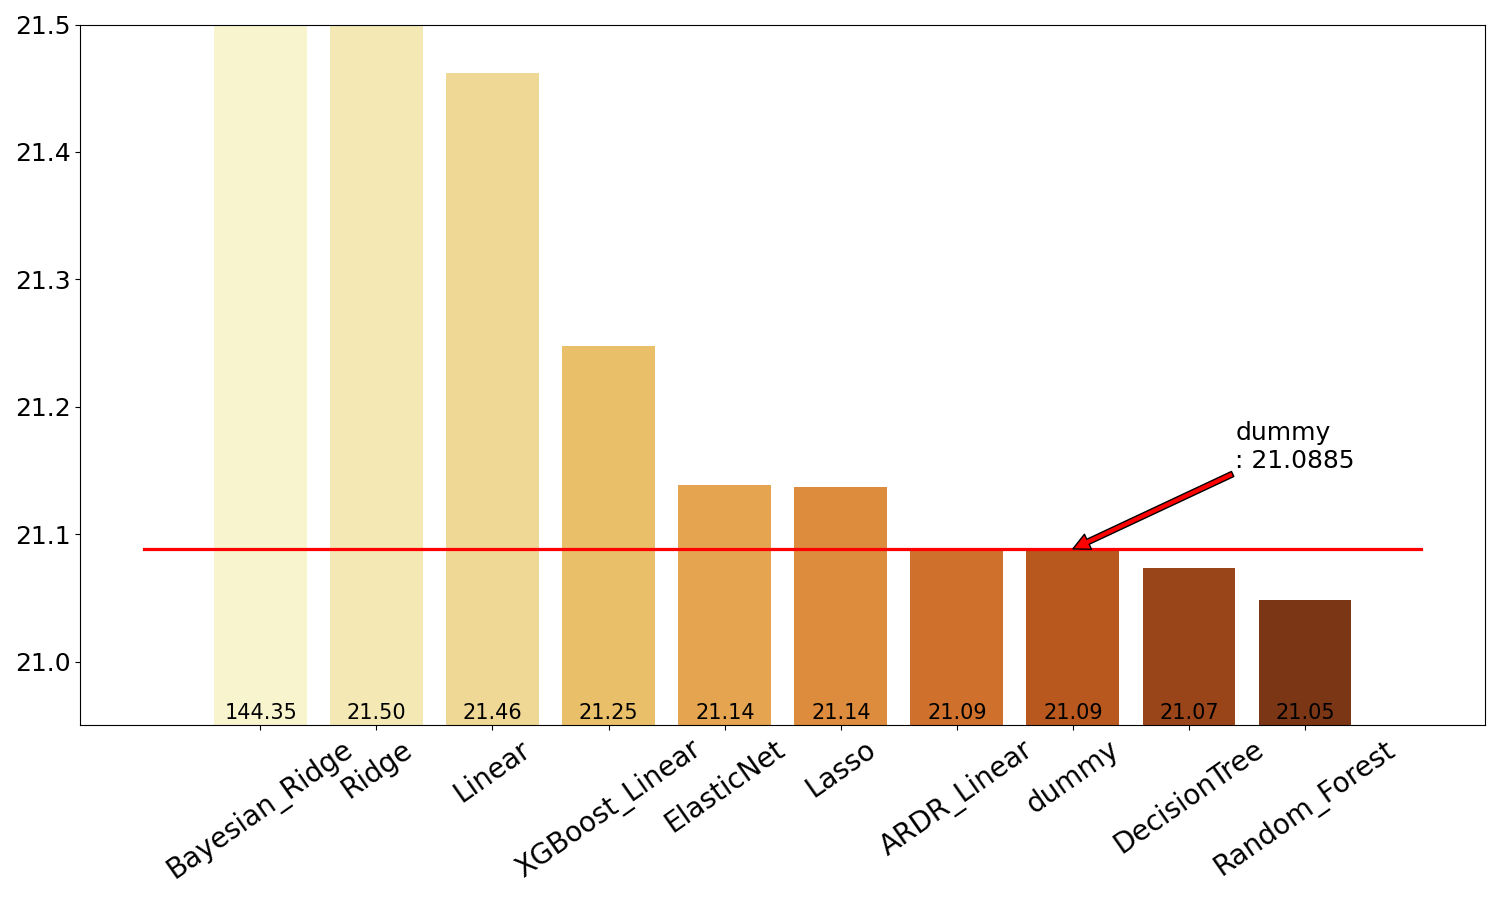 21.5
21.4
21.3
21.2
21.1
21.0
dummy
: 21.0885
144.35
21.50
21.46
21.25
21.14
21.14
21.09
21.09
21.07
21.05
Bayesian_Ridge
Ridge
Linear
XGBoost_Linear
ElasticNet
Lasso
ARDR_Linear
dummy
DecisionTree
Random_Forest